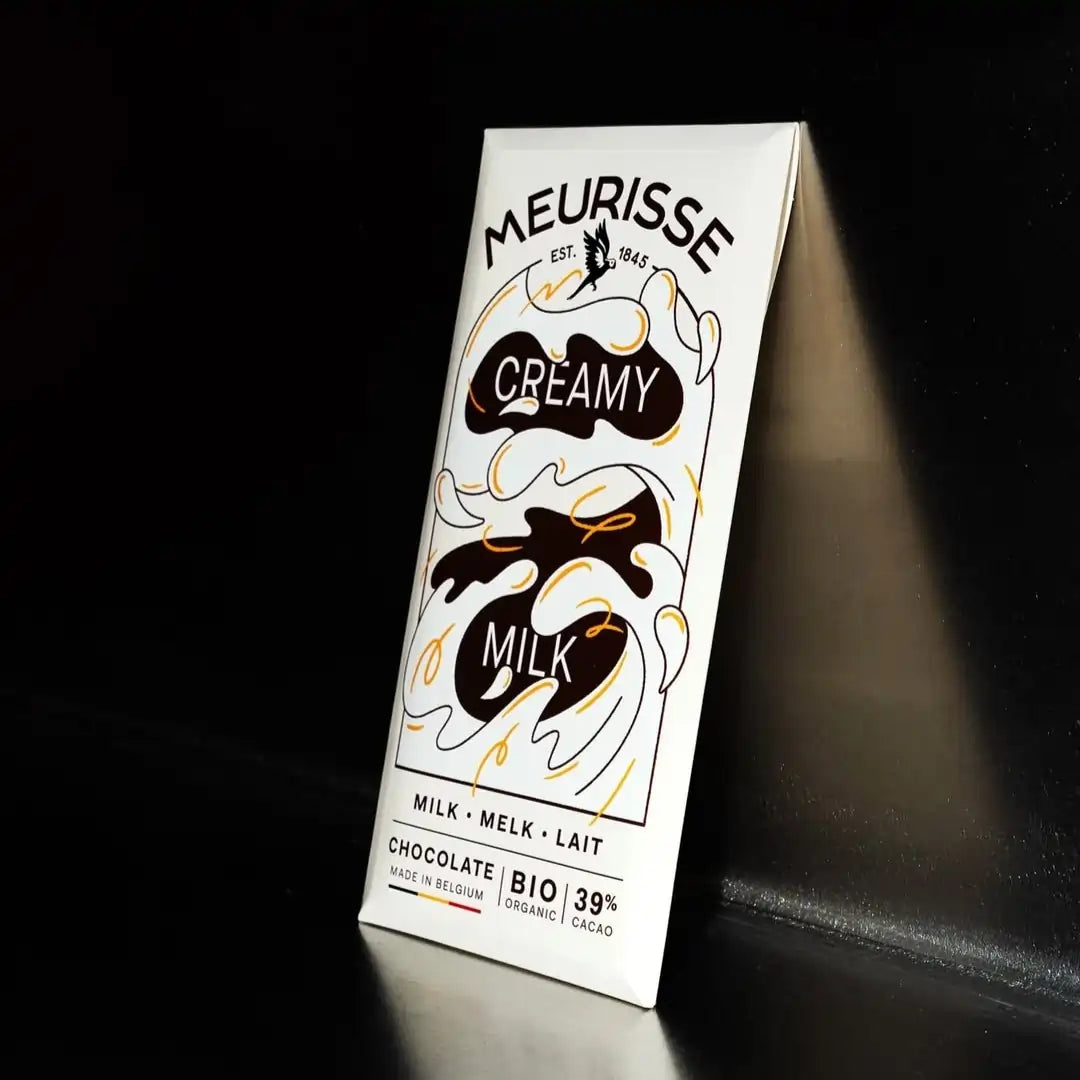 MEURISSE
EST. 1845
CREAMY
MILK
MILK • MELK • LAIT
CHOCOLATE
MADE IN BELGIUM
BIO
ORGANIC
39%
CACAO